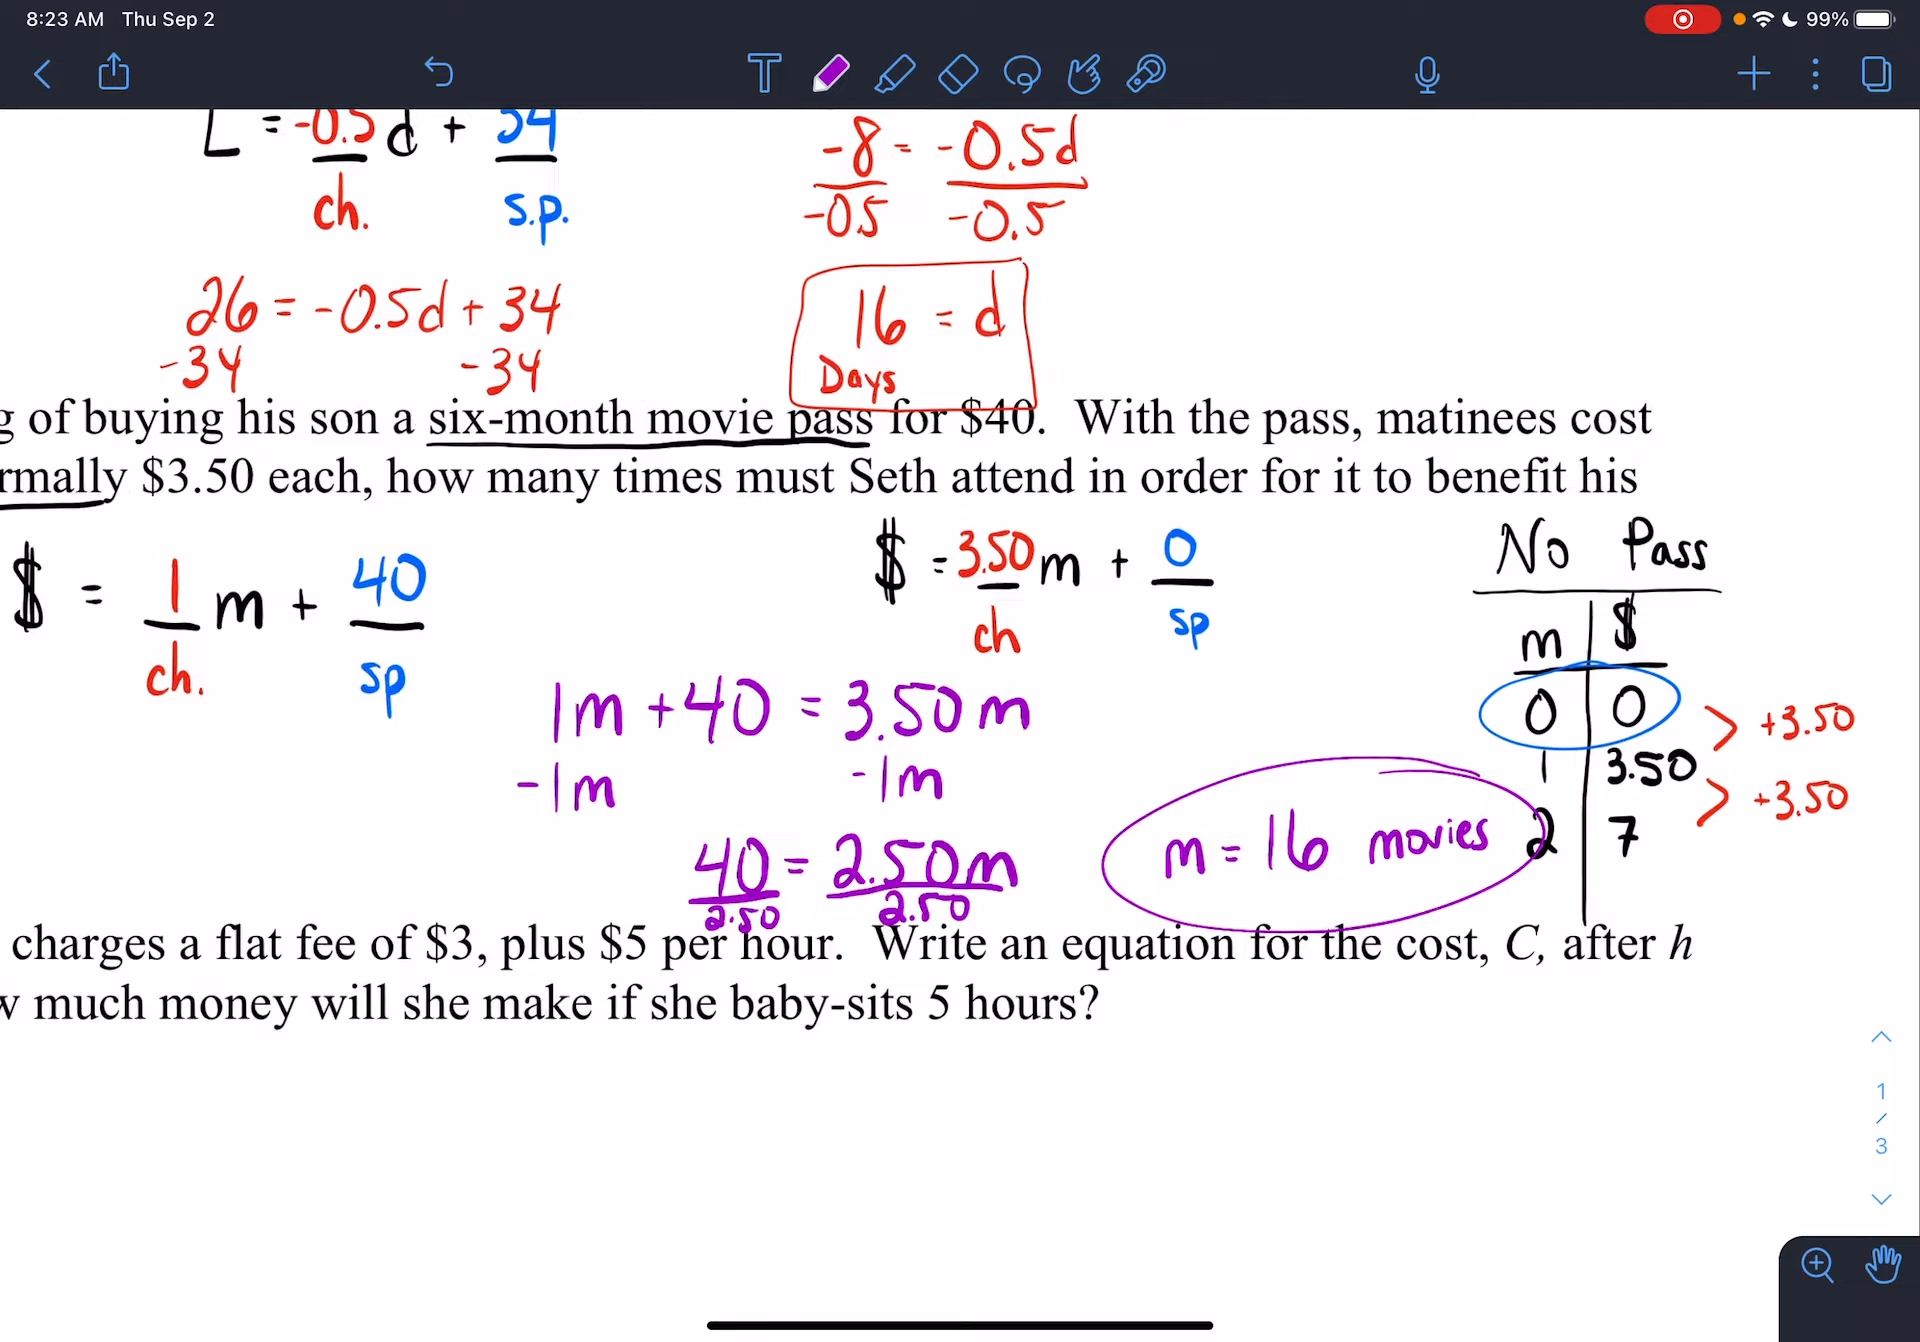 8:23 AM Thu Sep 2
99%
L = -0.5d + 34
ch. s.p.
-8 = -0.5d
-0.5 -0.5
26 = -0.5d + 34
-34 -34
16 = d
Days
g of buying his son a six-month movie pass for $40. With the pass, matinees cost
rmally $3.50 each, how many times must Seth attend in order for it to benefit his
$ = 1m + 40
ch. sp
$ = 3.50m + 0
ch sp
No Pass
m $
0 0
1 3.50
2 7
+3.50
+3.50
1m + 40 = 3.50m
-1m -1m
40 = 2.50m
2.50 2.50
m = 16 movies
charges a flat fee of $3, plus $5 per hour. Write an equation for the cost, C, after h
w much money will she make if she baby-sits 5 hours?
1
/
3